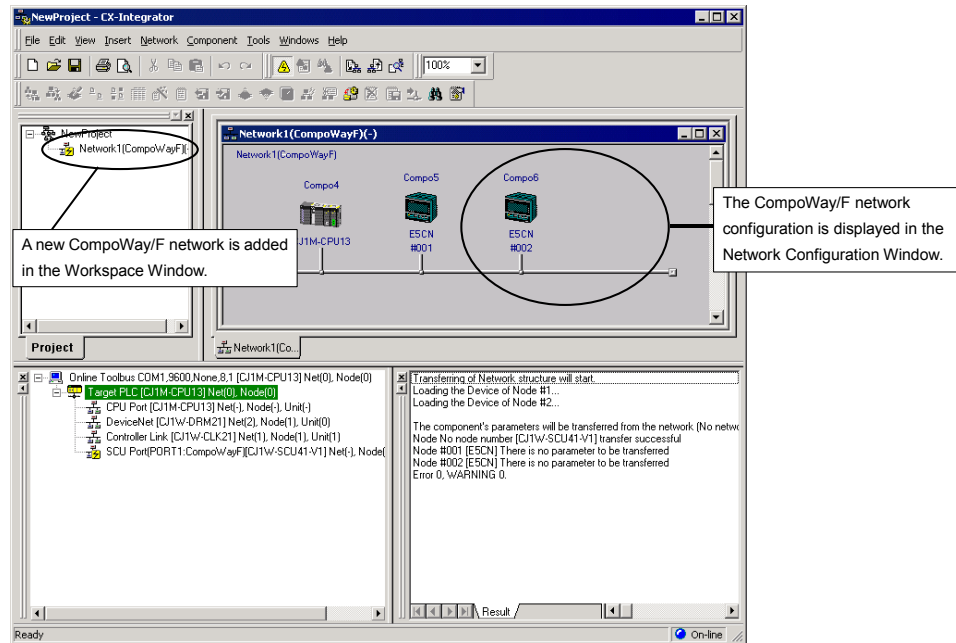 NewProject - CX-Integrator
File Edit View Insert Network Component Tools Windows Help
100%
NewProject
Network1(CompoWayF)(-
A new CompoWay/F network is added
in the Workspace Window.
Project
Network1(CompoWayF)(-)
Network1(CompoWayF)
Compo4
J1M-CPU13
Compo5
E5CN
#001
Compo6
E5CN
#002
The CompoWay/F network
configuration is displayed in the
Network Configuration Window.
Network1(Co...
Online Toolbus COM1,9600,None,8,1 [CJ1M-CPU13] Net(0), Node(0)
Target PLC [CJ1M-CPU13] Net(0), Node(0)
CPU Port [CJ1M-CPU13] Net(-), Node(-), Unit(-)
DeviceNet [CJ1W-DRM21] Net(2), Node(1), Unit(0)
Controller Link [CJ1W-CLK21] Net(1), Node(1), Unit(1)
SCU Port[PORT1:CompoWayF][CJ1W-SCU41-V1] Net(-), Node(
Transferring of Network structure will start.
Loading the Device of Node #1...
Loading the Device of Node #2...
The component's parameters will be transferred from the network (No netwo
Node No node number [CJ1W-SCU41-V1] transfer successful
Node #001 [E5CN] There is no parameter to be transferred
Node #002 [E5CN] There is no parameter to be transferred
Error 0, WARNING 0.
Result
Ready
On-line